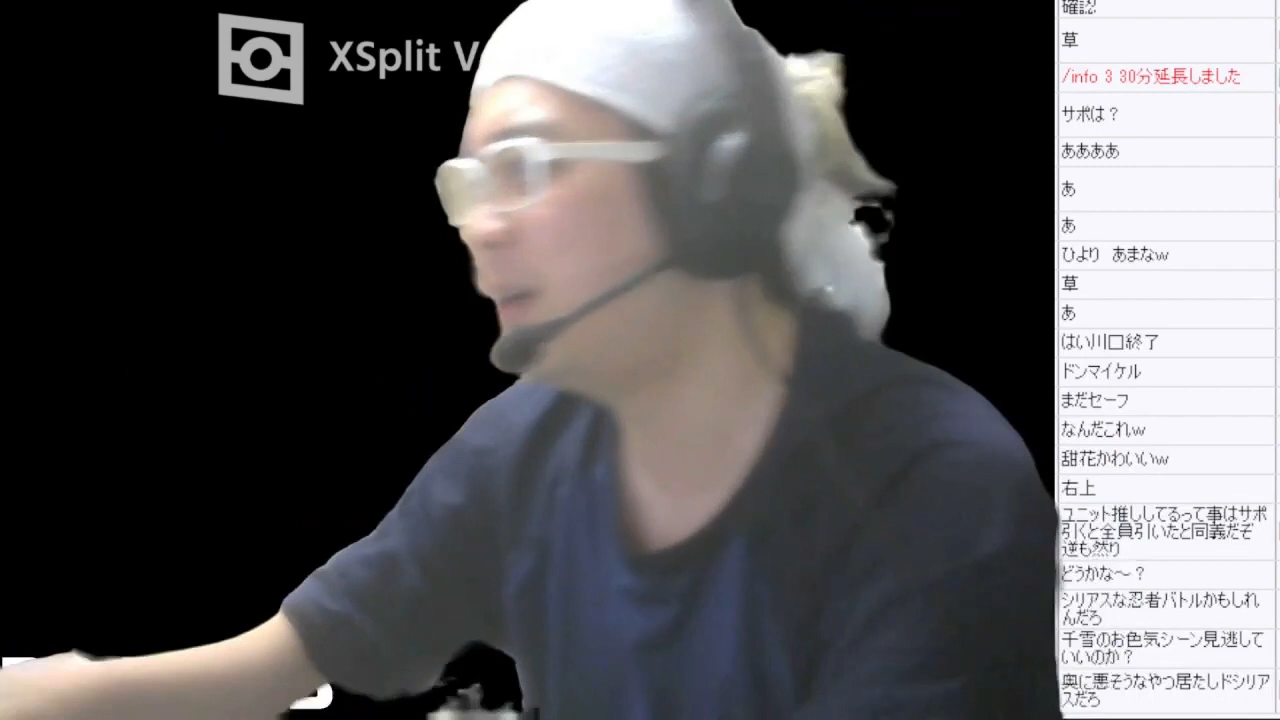 XSplit V
確認
草
/info 3 30分延長しました
サポは？
ああああ
あ
あ
ひより　あまなw
草
あ
はい川口終了
ドンマイケル
まだセーフ
なんだこれw
甜花かわいいw
右上
ユニット推ししてるって事はサポ
引くと全員引いたと同義だぞ
逆も然り
どうかな～？
シリアスな忍者バトルかもしれ
んだろ
千雪のお色気シーン見逃して
いいのか？
奥に悪そうなやつ居たしドシリア
スだろ